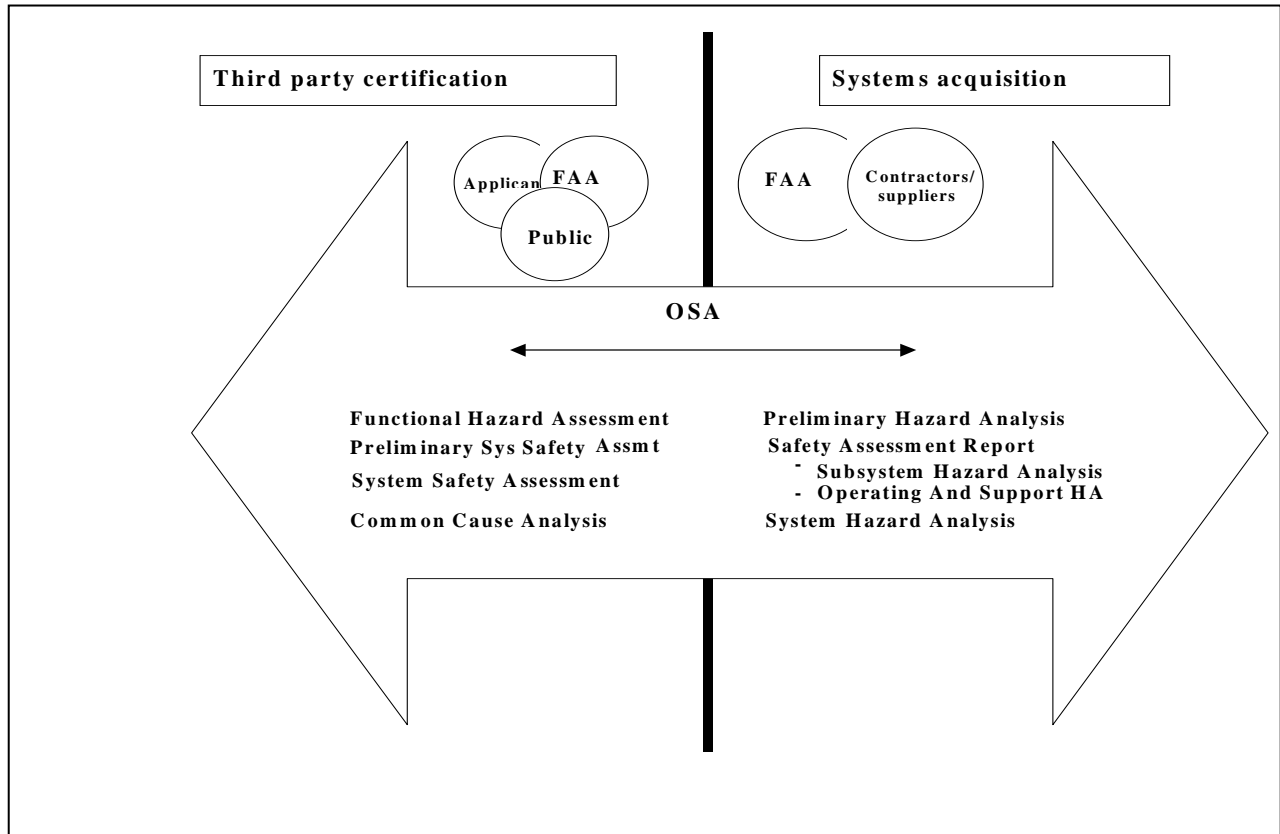 Third party certification
Systems acquisition
Applican
FAA
Public
FAA
Contractors/
suppliers
OSA
Functional Hazard Assessment
Preliminary Sys Safety Assmt
System Safety Assessment
Common Cause Analysis
Preliminary Hazard Analysis
Safety Assessment Report
- Subsystem Hazard Analysis
- Operating And Support HA
System Hazard Analysis